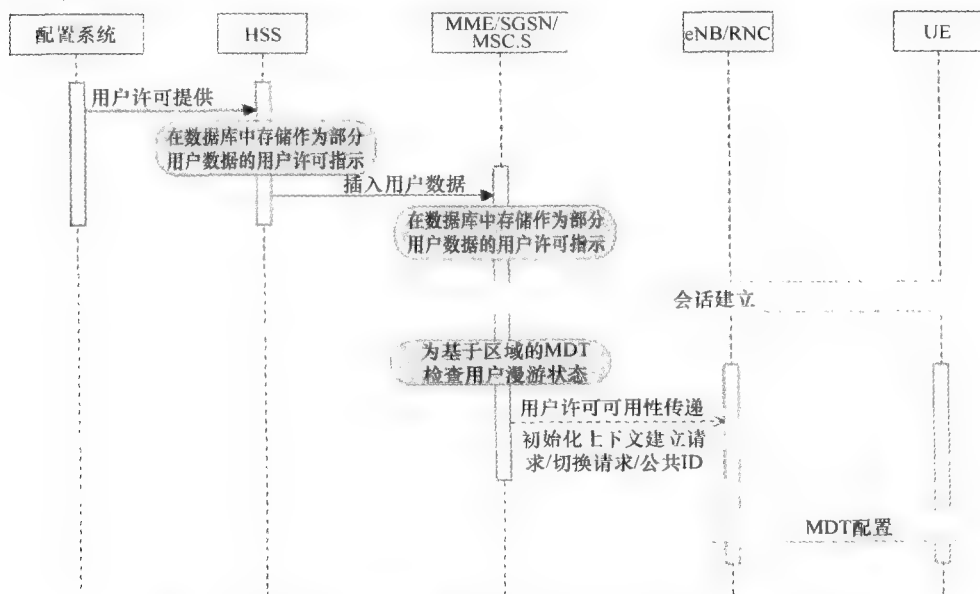 配置系统
HSS
MME/SGSN/
MSC.S
eNB/RNC
UE
用户许可提供
在数据库中存储作为部分
用户数据的用户许可指示
插入用户数据
在数据库中存储作为部分
用户数据的用户许可指示
会话建立
为基于区域的MDT
检查用户漫游状态
用户许可可用性传递
初始化上下文建立请
求/切换请求/公共ID
MDT配置